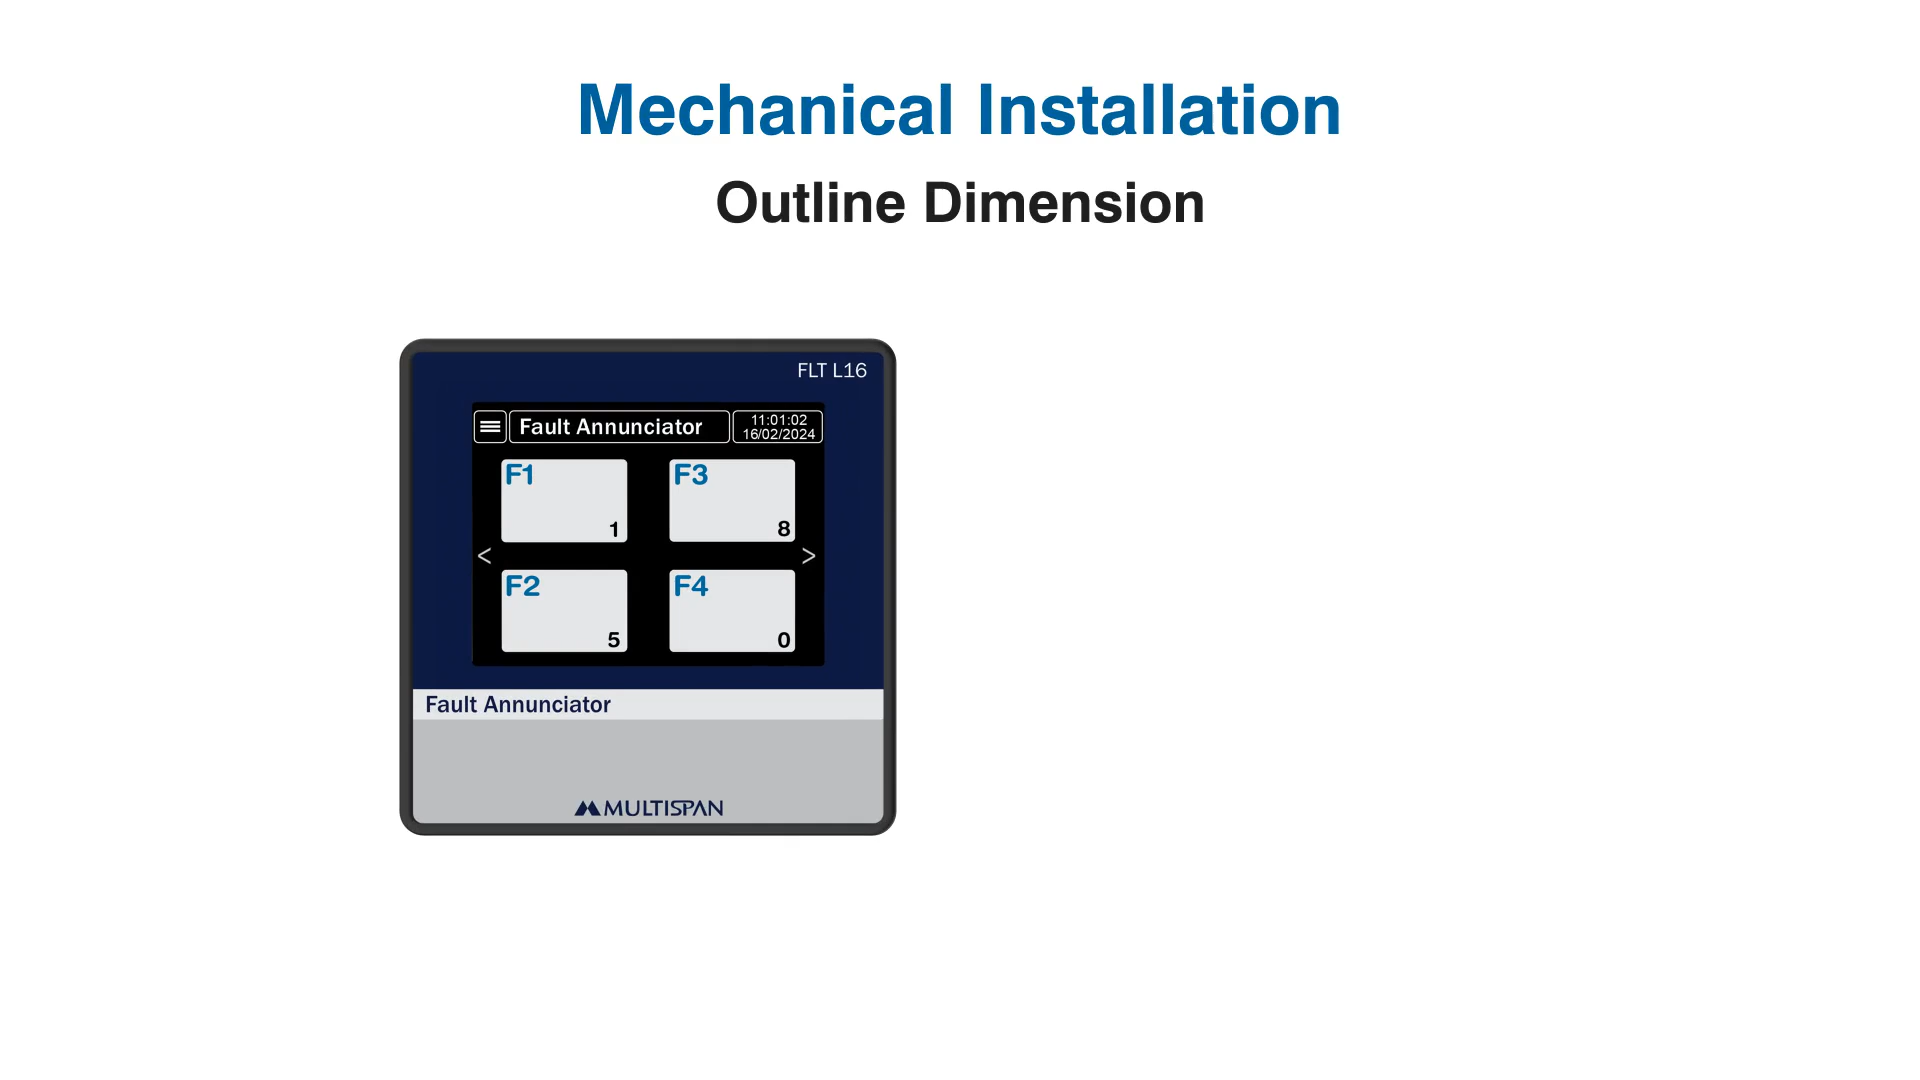 Mechanical Installation
Outline Dimension
FLT L16
Fault Annunciator
11:01:02
16/02/2024
F1
1
F3
8
<
>
F2
5
F4
0
Fault Annunciator
MULTISPAN